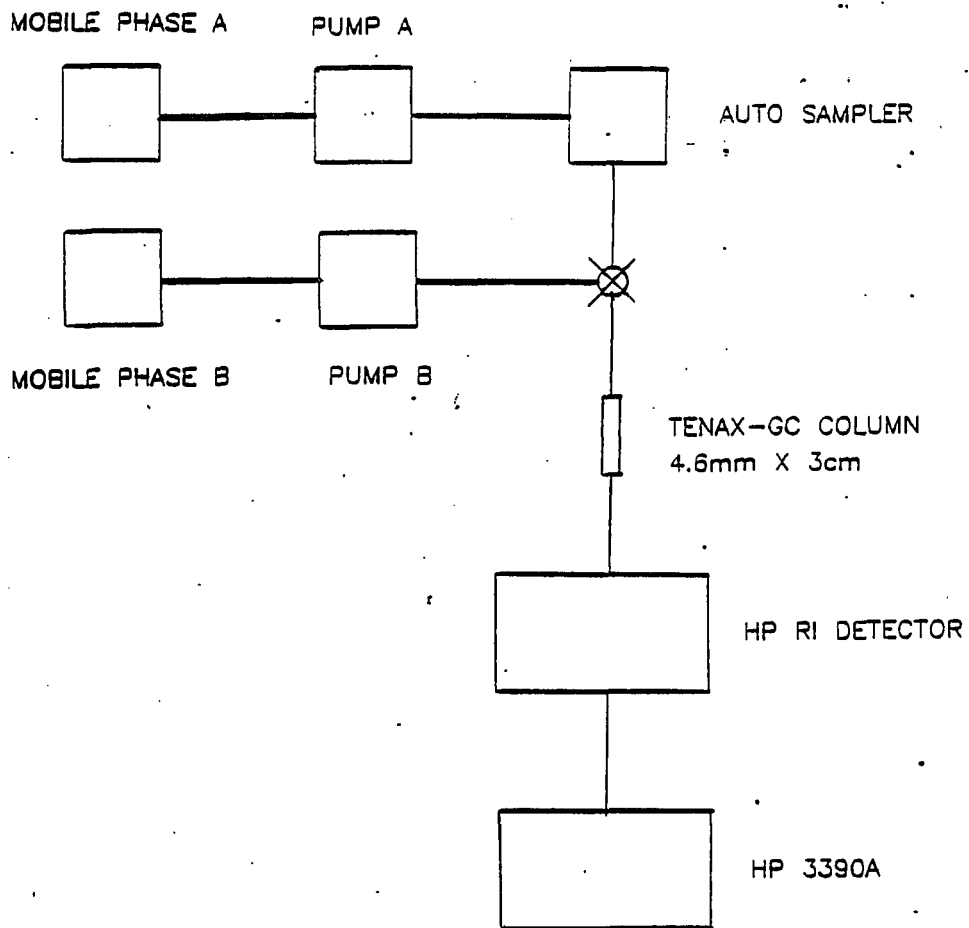 MOBILE PHASE A
PUMP A
AUTO SAMPLER
MOBILE PHASE B
PUMP B
TENAX-GC COLUMN
4.6mm X 3cm
HP RI DETECTOR
HP 3390A